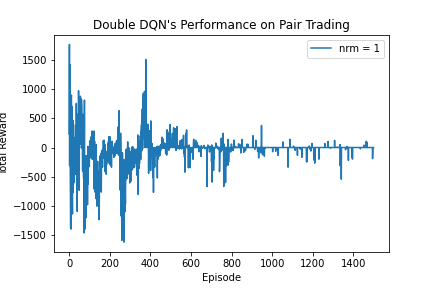 Double DQN's Performance on Pair Trading
nrm = 1
1500
1000
500
0
−500
−1000
−1500
Total Reward
0 200 400 600 800 1000 1200 1400
Episode